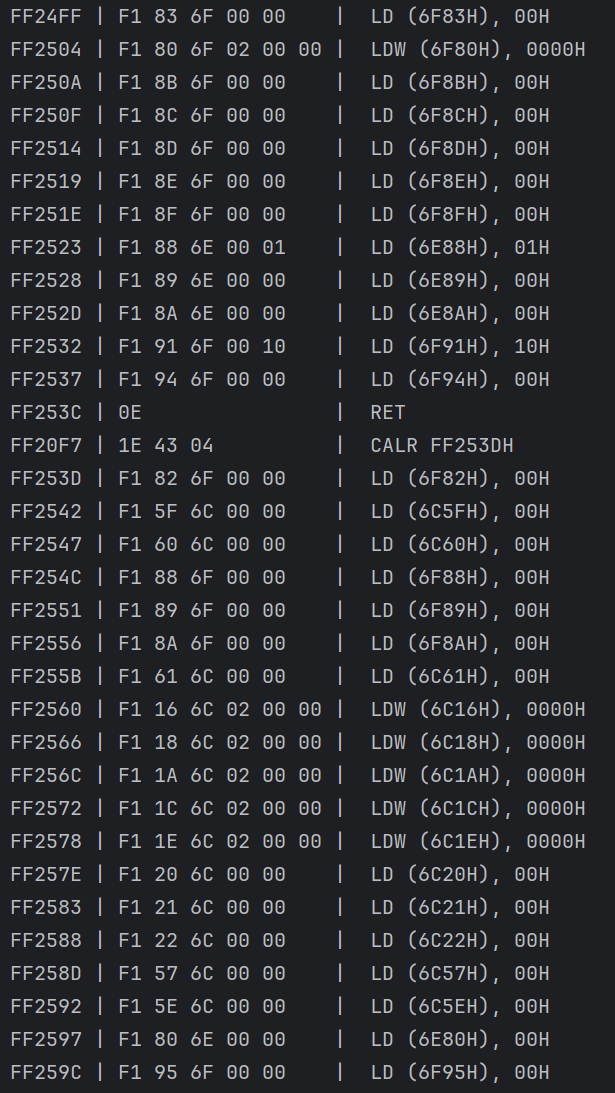 FF24FF | F1 83 6F 00 00    |  LD (6F83H), 00H
FF2504 | F1 80 6F 02 00 00 |  LDW (6F80H), 0000H
FF250A | F1 8B 6F 00 00    |  LD (6F8BH), 00H
FF250F | F1 8C 6F 00 00    |  LD (6F8CH), 00H
FF2514 | F1 8D 6F 00 00    |  LD (6F8DH), 00H
FF2519 | F1 8E 6F 00 00    |  LD (6F8EH), 00H
FF251E | F1 8F 6F 00 00    |  LD (6F8FH), 00H
FF2523 | F1 88 6E 00 01    |  LD (6E88H), 01H
FF2528 | F1 89 6E 00 00    |  LD (6E89H), 00H
FF252D | F1 8A 6E 00 00    |  LD (6E8AH), 00H
FF2532 | F1 91 6F 00 10    |  LD (6F91H), 10H
FF2537 | F1 94 6F 00 00    |  LD (6F94H), 00H
FF253C | 0E                |  RET
FF20F7 | 1E 43 04          |  CALR FF253DH
FF253D | F1 82 6F 00 00    |  LD (6F82H), 00H
FF2542 | F1 5F 6C 00 00    |  LD (6C5FH), 00H
FF2547 | F1 60 6C 00 00    |  LD (6C60H), 00H
FF254C | F1 88 6F 00 00    |  LD (6F88H), 00H
FF2551 | F1 89 6F 00 00    |  LD (6F89H), 00H
FF2556 | F1 8A 6F 00 00    |  LD (6F8AH), 00H
FF255B | F1 61 6C 00 00    |  LD (6C61H), 00H
FF2560 | F1 16 6C 02 00 00 |  LDW (6C16H), 0000H
FF2566 | F1 18 6C 02 00 00 |  LDW (6C18H), 0000H
FF256C | F1 1A 6C 02 00 00 |  LDW (6C1AH), 0000H
FF2572 | F1 1C 6C 02 00 00 |  LDW (6C1CH), 0000H
FF2578 | F1 1E 6C 02 00 00 |  LDW (6C1EH), 0000H
FF257E | F1 20 6C 00 00    |  LD (6C20H), 00H
FF2583 | F1 21 6C 00 00    |  LD (6C21H), 00H
FF2588 | F1 22 6C 00 00    |  LD (6C22H), 00H
FF258D | F1 57 6C 00 00    |  LD (6C57H), 00H
FF2592 | F1 5E 6C 00 00    |  LD (6C5EH), 00H
FF2597 | F1 80 6E 00 00    |  LD (6E80H), 00H
FF259C | F1 95 6F 00 00    |  LD (6F95H), 00H